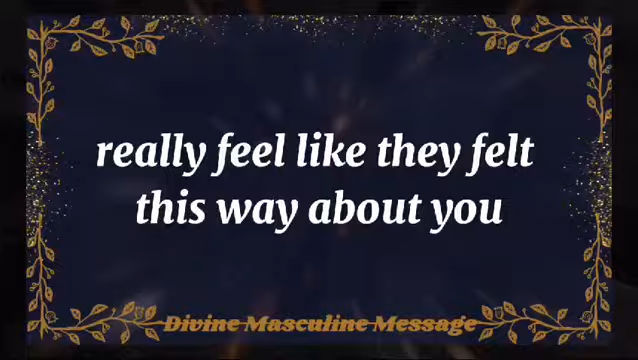 really feel like they felt
this way about you
Divine Masculine Message